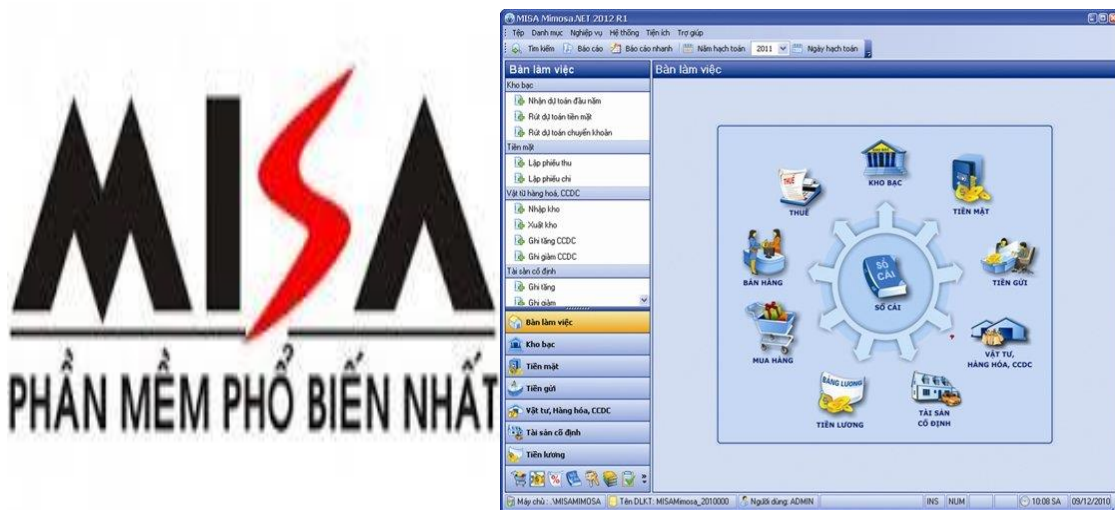 MISA
PHẦN MỀM PHỔ BIẾN NHẤT
MISA Mimosa.NET 2012 R1
Tệp Danh mục Nghiệp vụ Hệ thống Tiện ích Trợ giúp
Tìm kiếm Báo cáo Báo cáo nhanh Năm hạch toán 2011 Ngày hạch toán
Bàn làm việc
Kho bạc
Nhận dự toán đầu năm
Rút dự toán tiền mặt
Rút dự toán chuyển khoản
Tiền mặt
Lập phiếu thu
Lập phiếu chi
Vật tư hàng hoá, CCDC
Nhập kho
Xuất kho
Ghi tăng CCDC
Ghi giảm CCDC
Tài sản cố định
Ghi tăng
Ghi giảm
Bàn làm việc
Kho bạc
Tiền mặt
Tiền gửi
Vật tư, Hàng hóa, CCDC
Tài sản cố định
Tiền lương
Bàn làm việc
KHO BẠC
TIỀN MẶT
TIỀN GỬI
VẬT TƯ,
HÀNG HÓA, CCDC
TÀI SẢN
CỐ ĐỊNH
BẢNG LƯƠNG
TIỀN LƯƠNG
MUA HÀNG
BÁN HÀNG
THUẾ
THUẾ
SỔ
CÁI
SỔ CÁI
Máy chủ : .\MISAMIMOSA Tên DLKT: MISAMimosa_2010000 Người dùng: ADMIN INS NUM 10:08 SA 09/12/2010